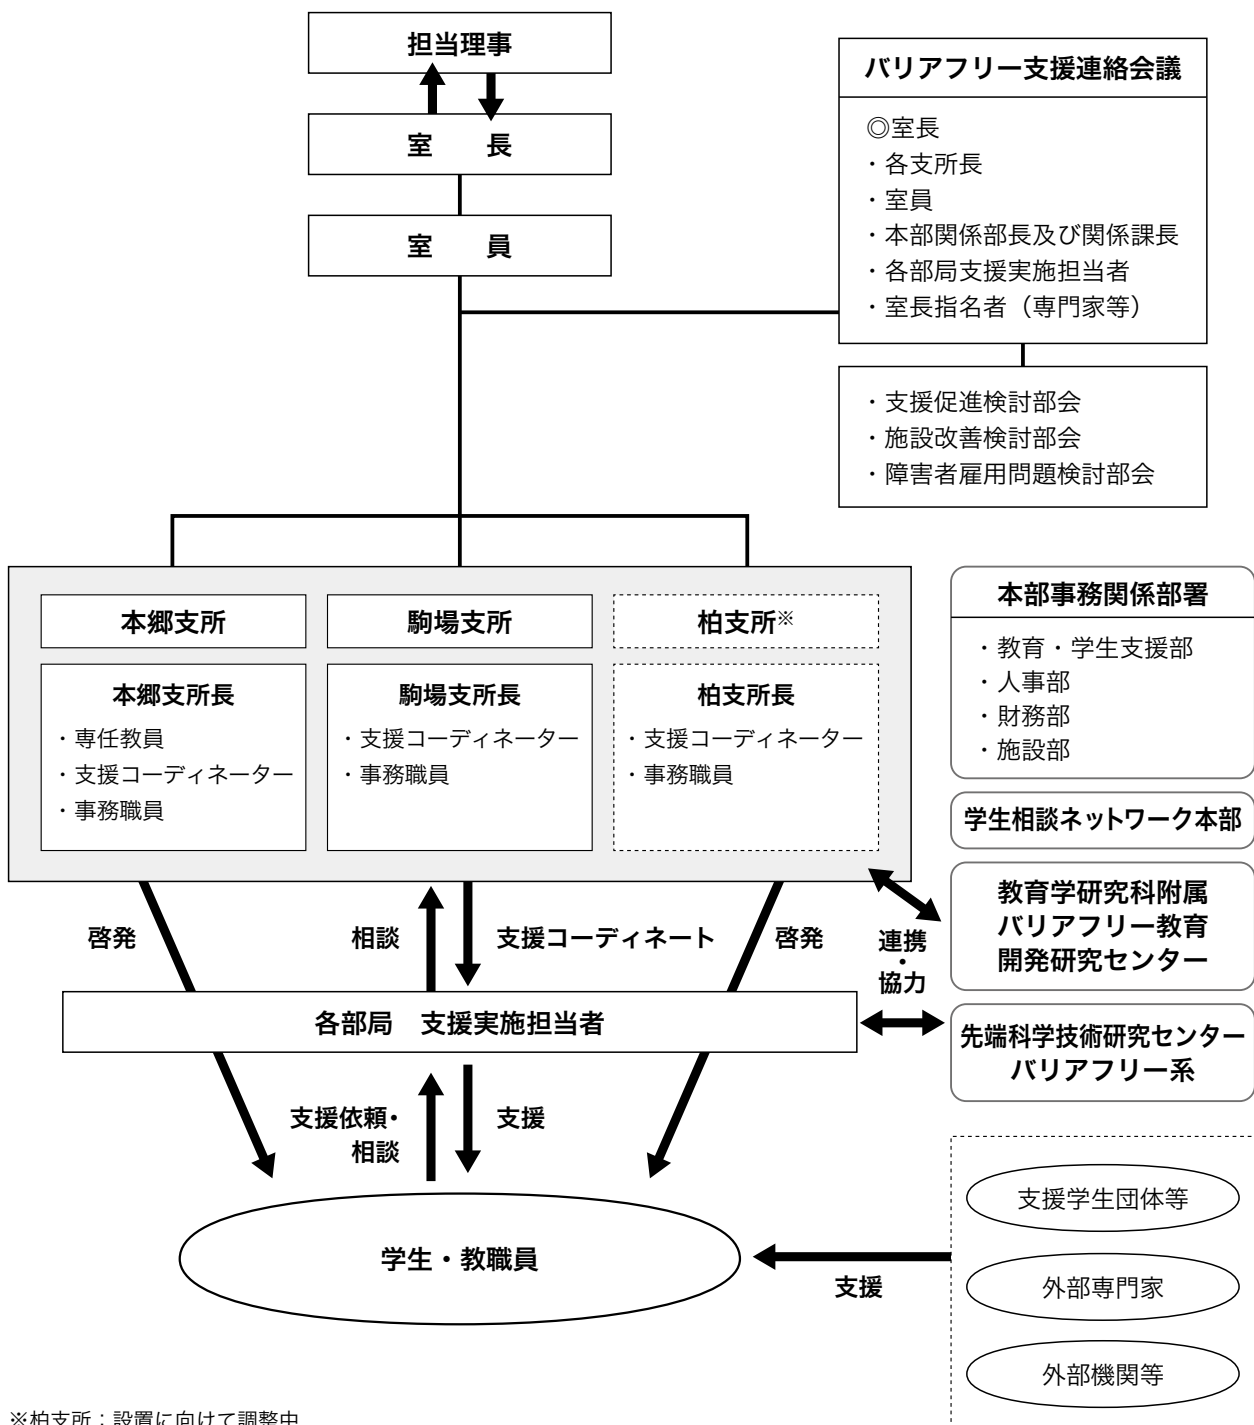 担当理事
室　長
室　員
バリアフリー支援連絡会議
◎室長
・各支所長
・室員
・本部関係部長及び関係課長
・各部局支援実施担当者
・室長指名者（専門家等）
・支援促進検討部会
・施設改善検討部会
・障害者雇用問題検討部会
本郷支所
本郷支所長
・専任教員
・支援コーディネーター
・事務職員
駒場支所
駒場支所長
・支援コーディネーター
・事務職員
柏支所※
柏支所長
・支援コーディネーター
・事務職員
本部事務関係部署
・教育・学生支援部
・人事部
・財務部
・施設部
学生相談ネットワーク本部
教育学研究科附属
バリアフリー教育
開発研究センター
先端科学技術研究センター
バリアフリー系
啓発
相談
支援コーディネート
啓発
連携
・
協力
各部局　支援実施担当者
支援依頼・
相談
支援
学生・教職員
支援
支援学生団体等
外部専門家
外部機関等
※柏支所：設置に向けて調整中